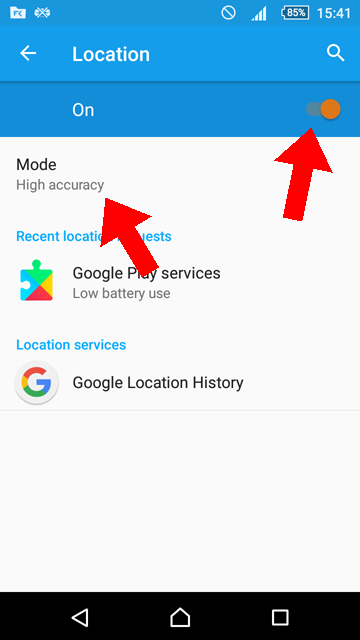 85% 15:41
Location
On
Mode
High accuracy
Recent location requests
Google Play services
Low battery use
Location services
Google Location History